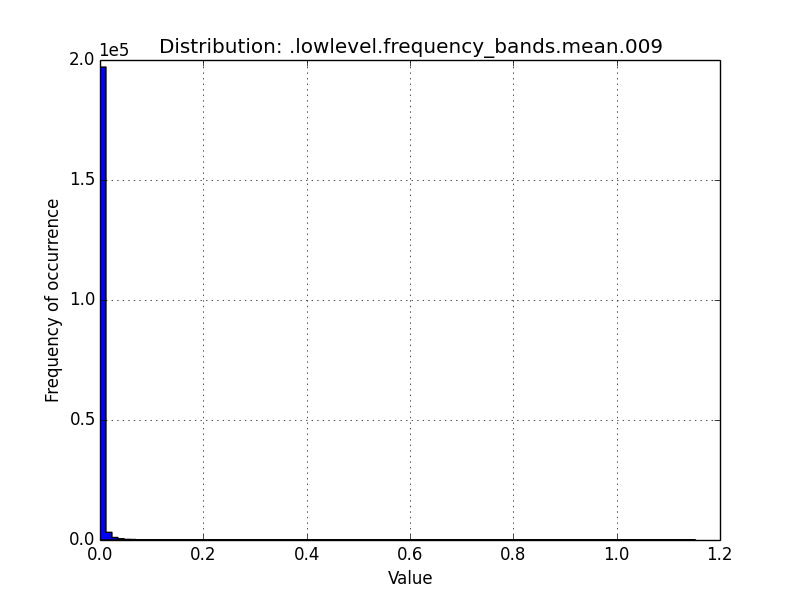 Distribution: .lowlevel.frequency_bands.mean.009
1e5
2.0
1.5
1.0
0.5
0.0
Frequency of occurrence
0.0 0.2 0.4 0.6 0.8 1.0 1.2
Value